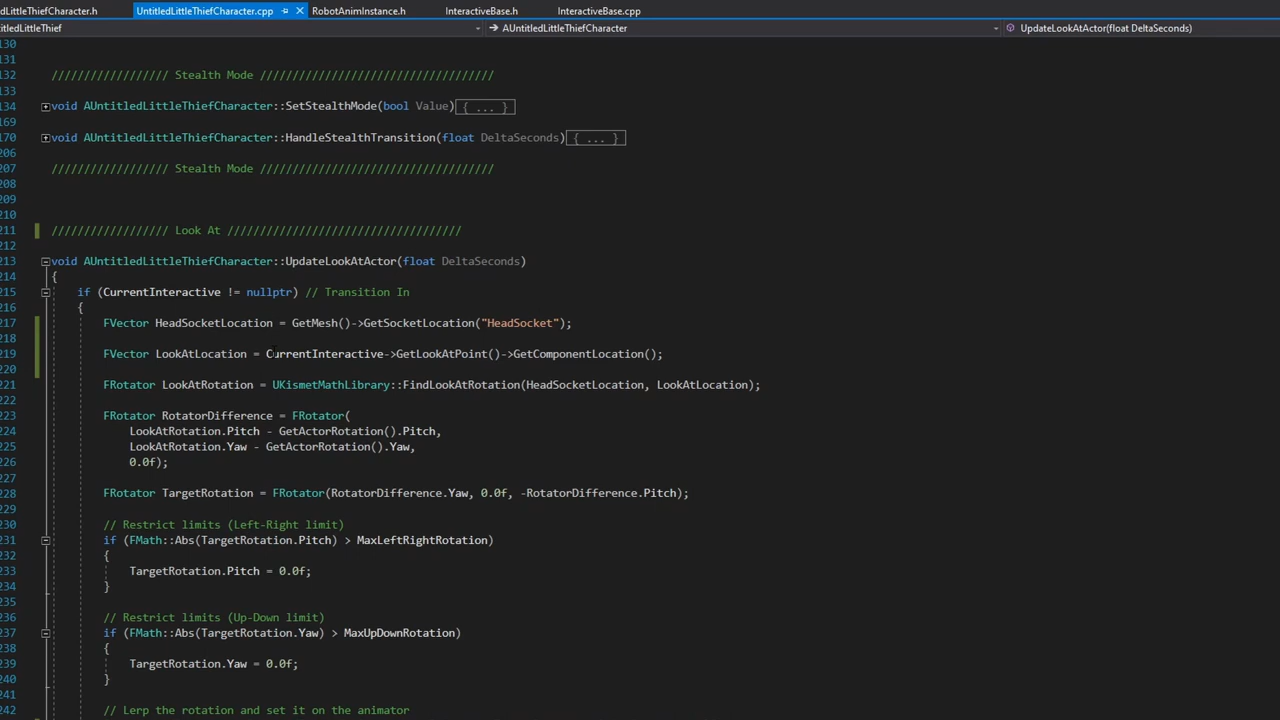 dLittleThiefCharacter.h UntitledLittleThiefCharacter.cpp RobotAnimInstance.h InteractiveBase.h InteractiveBase.cpp
titledLittleThief AUntitledLittleThiefCharacter UpdateLookAtActor(float DeltaSeconds)
130
131
132 ////////////////// Stealth Mode ////////////////////////////////////
133
134 void AUntitledLittleThiefCharacter::SetStealthMode(bool Value){ ... }
169
170 void AUntitledLittleThiefCharacter::HandleStealthTransition(float DeltaSeconds){ ... }
206
207 ////////////////// Stealth Mode ////////////////////////////////////
208
209
210
211 ////////////////// Look At ////////////////////////////////////
212
213 void AUntitledLittleThiefCharacter::UpdateLookAtActor(float DeltaSeconds)
214 {
215 if (CurrentInteractive != nullptr) // Transition In
216 {
217 FVector HeadSocketLocation = GetMesh()->GetSocketLocation("HeadSocket");
218
219 FVector LookAtLocation = CurrentInteractive->GetLookAtPoint()->GetComponentLocation();
220
221 FRotator LookAtRotation = UKismetMathLibrary::FindLookAtRotation(HeadSocketLocation, LookAtLocation);
222
223 FRotator RotatorDifference = FRotator(
224 LookAtRotation.Pitch - GetActorRotation().Pitch,
225 LookAtRotation.Yaw - GetActorRotation().Yaw,
226 0.0f);
227
228 FRotator TargetRotation = FRotator(RotatorDifference.Yaw, 0.0f, -RotatorDifference.Pitch);
229
230 // Restrict limits (Left-Right limit)
231 if (FMath::Abs(TargetRotation.Pitch) > MaxLeftRightRotation)
232 {
233 TargetRotation.Pitch = 0.0f;
234 }
235
236 // Restrict limits (Up-Down limit)
237 if (FMath::Abs(TargetRotation.Yaw) > MaxUpDownRotation)
238 {
239 TargetRotation.Yaw = 0.0f;
240 }
241
242 // Lerp the rotation and set it on the animator